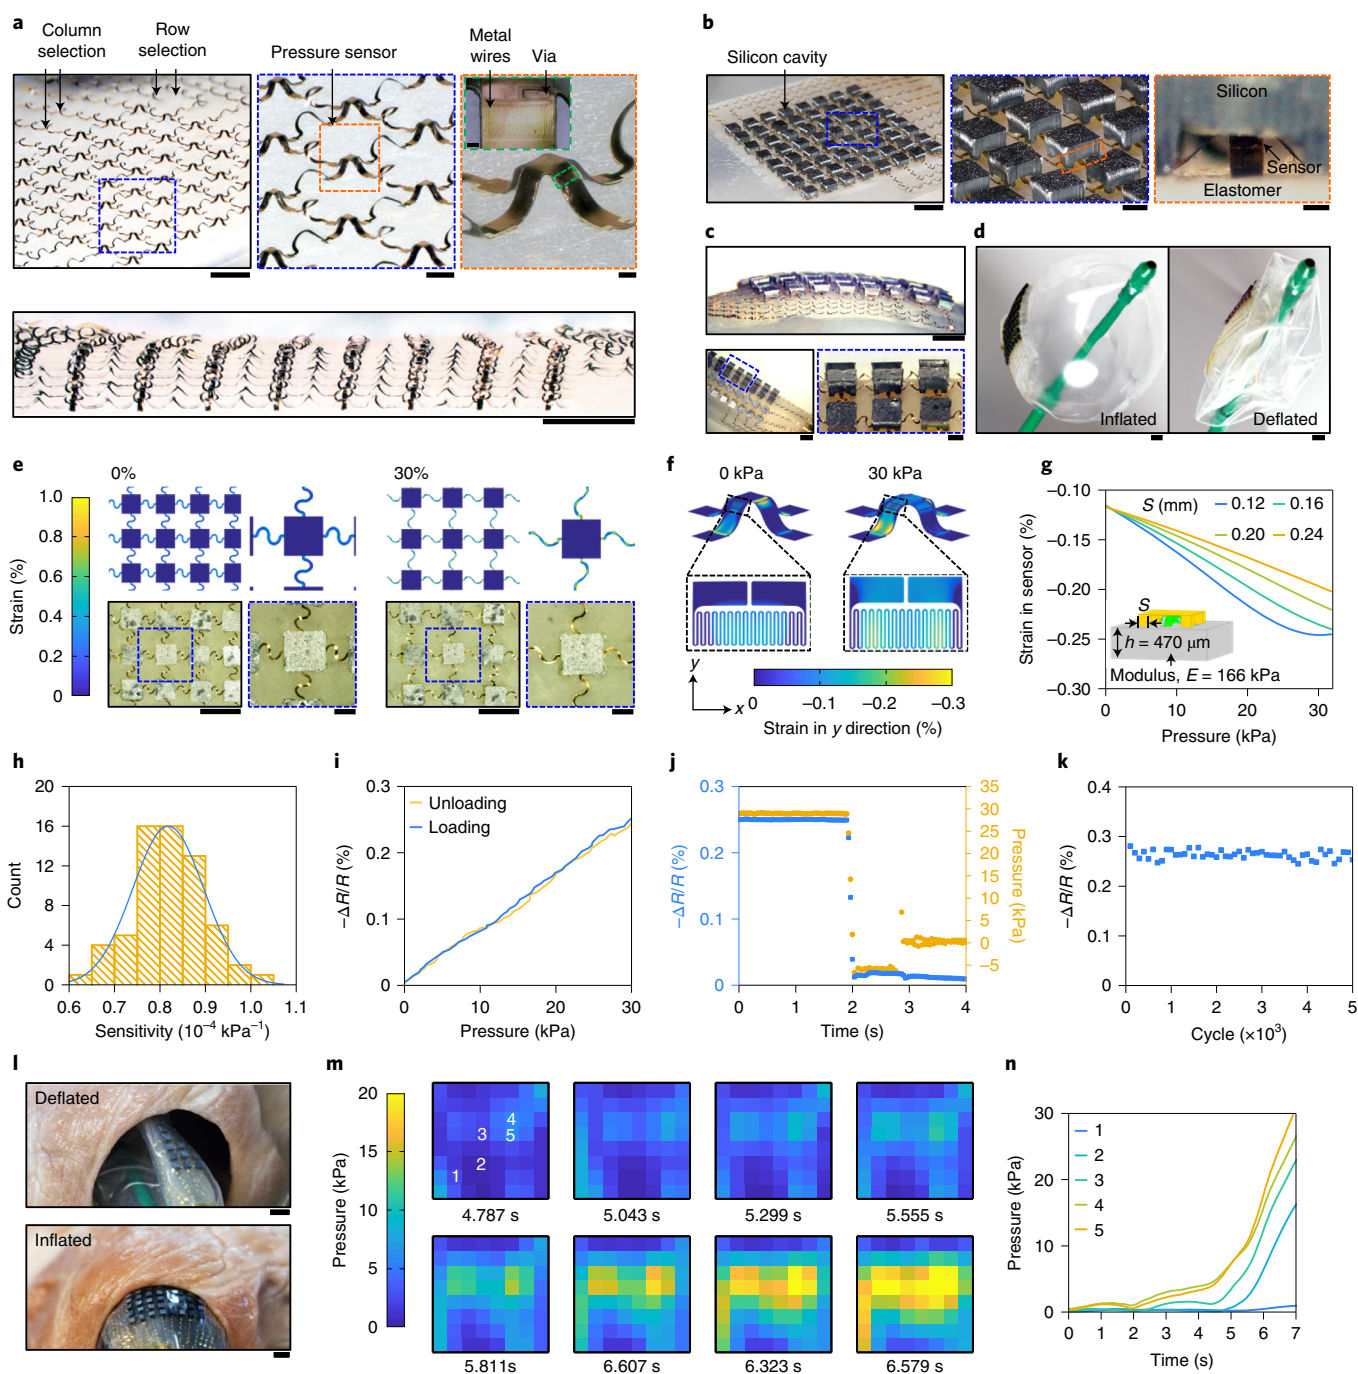 a
Column selection
Row selection
Pressure sensor
Metal wires
Via
b
Silicon cavity
Silicon
Sensor
Elastomer
c
d
Inflated
Deflated
e
0%
30%
Strain (%)
1.0
0.8
0.6
0.4
0.2
0
f
0 kPa
30 kPa
y
x
0
−0.1
−0.2
−0.3
Strain in y direction (%)
g
Strain in sensor (%)
−0.10
−0.15
−0.20
−0.25
−0.30
S (mm)
0.12
0.16
0.20
0.24
S
h = 470 μm
Modulus, E = 166 kPa
0
10
20
30
Pressure (kPa)
h
Count
20
16
12
8
4
0
0.6
0.7
0.8
0.9
1.0
1.1
Sensitivity (10⁻⁴ kPa⁻¹)
i
−ΔR/R (%)
0.3
0.2
0.1
0
Unloading
Loading
0
10
20
30
Pressure (kPa)
j
−ΔR/R (%)
0.3
0.2
0.1
0
35
30
25
20
15
10
5
0
−5
Pressure (kPa)
0
1
2
3
4
Time (s)
k
−ΔR/R (%)
0.4
0.3
0.2
0.1
0
0
1
2
3
4
5
Cycle (×10³)
l
Deflated
Inflated
m
Pressure (kPa)
20
15
10
5
0
4
3
5
2
1
4.787 s
5.043 s
5.299 s
5.555 s
5.811s
6.607 s
6.323 s
6.579 s
n
Pressure (kPa)
30
20
10
0
1
2
3
4
5
0
1
2
3
4
5
6
7
Time (s)